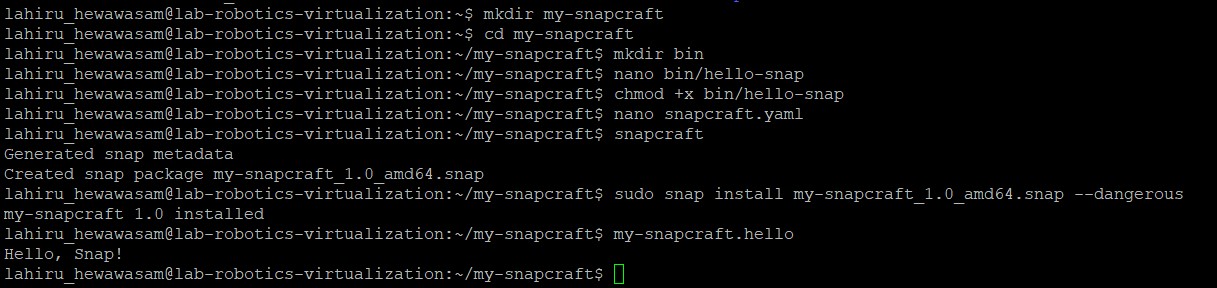 lahiru_hewawasam@lab-robotics-virtualization:~$ mkdir my-snapcraft
lahiru_hewawasam@lab-robotics-virtualization:~$ cd my-snapcraft
lahiru_hewawasam@lab-robotics-virtualization:~/my-snapcraft$ mkdir bin
lahiru_hewawasam@lab-robotics-virtualization:~/my-snapcraft$ nano bin/hello-snap
lahiru_hewawasam@lab-robotics-virtualization:~/my-snapcraft$ chmod +x bin/hello-snap
lahiru_hewawasam@lab-robotics-virtualization:~/my-snapcraft$ nano snapcraft.yaml
lahiru_hewawasam@lab-robotics-virtualization:~/my-snapcraft$ snapcraft
Generated snap metadata
Created snap package my-snapcraft_1.0_amd64.snap
lahiru_hewawasam@lab-robotics-virtualization:~/my-snapcraft$ sudo snap install my-snapcraft_1.0_amd64.snap --dangerous
my-snapcraft 1.0 installed
lahiru_hewawasam@lab-robotics-virtualization:~/my-snapcraft$ my-snapcraft.hello
Hello, Snap!
lahiru_hewawasam@lab-robotics-virtualization:~/my-snapcraft$